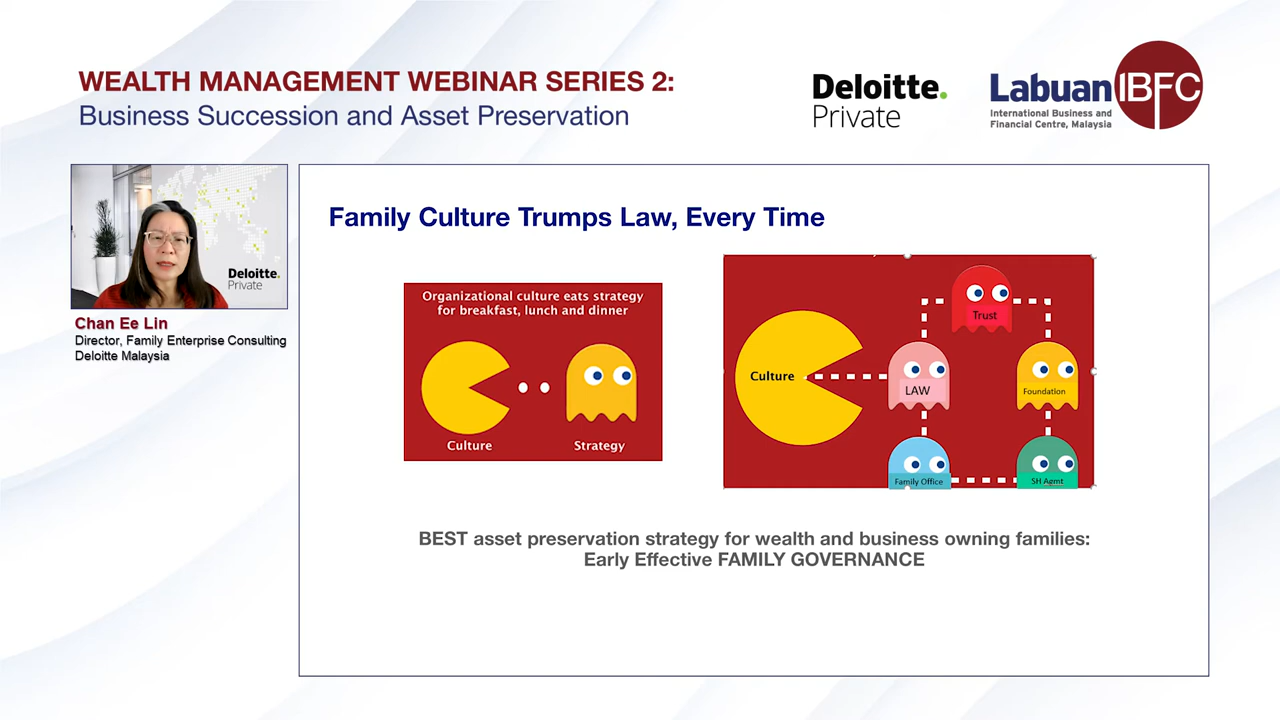 WEALTH MANAGEMENT WEBINAR SERIES 2:
Business Succession and Asset Preservation
Deloitte.
Private
Labuan IBFC
International Business and
Financial Centre, Malaysia
Deloitte.
Private
Chan Ee Lin
Director, Family Enterprise Consulting
Deloitte Malaysia
Family Culture Trumps Law, Every Time
Organizational culture eats strategy
for breakfast, lunch and dinner
Culture
Strategy
Trust
Culture
LAW
Foundation
Family Office
SH Agmt
BEST asset preservation strategy for wealth and business owning families:
Early Effective FAMILY GOVERNANCE